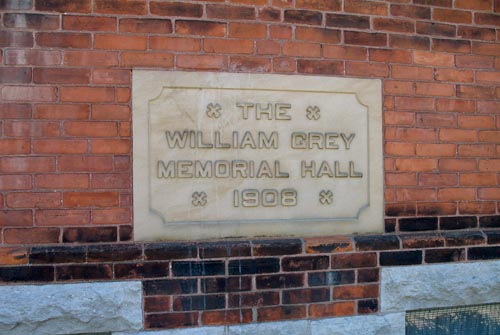 THE
WILLIAM GREY
MEMORIAL HALL
1908